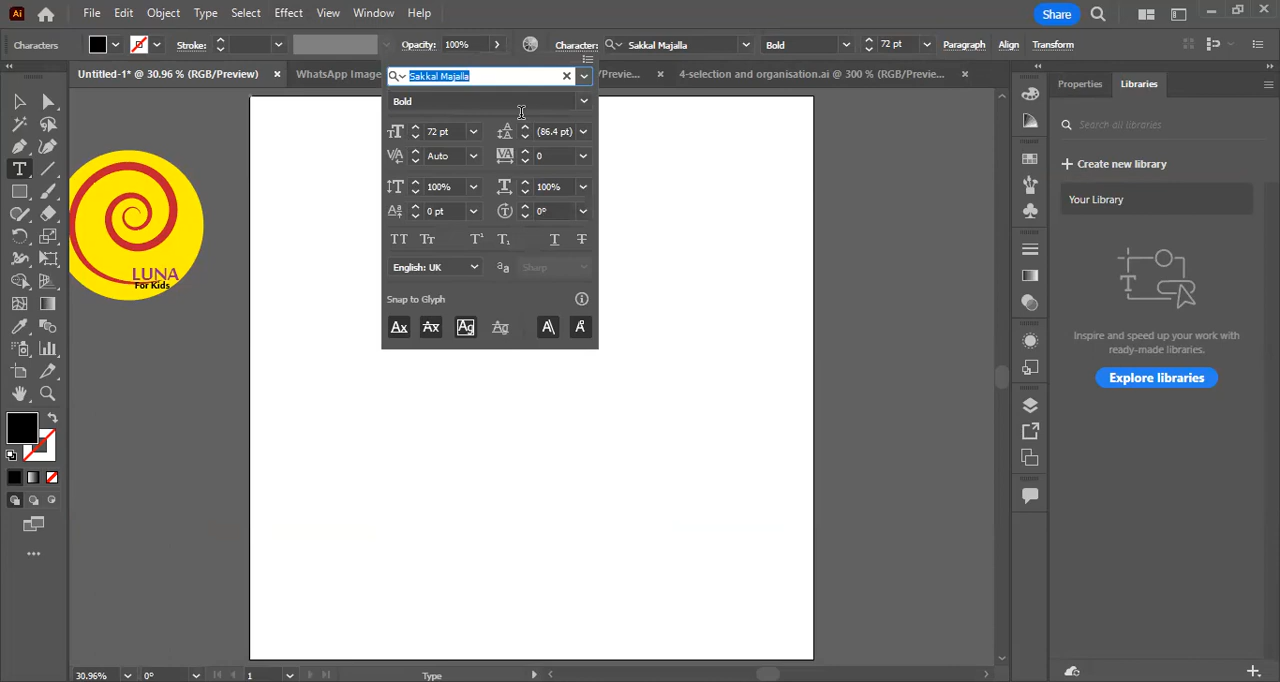 Ai File Edit Object Type Select Effect View Window Help Share
Characters Stroke: Opacity: 100% Character: Sakkal Majalla Bold 72 pt Paragraph Align Transform
Untitled-1* @ 30.96 % (RGB/Preview) × WhatsApp Image /Previe... × 4-selection and organisation.ai @ 300 % (RGB/Previe... ×
Sakkal Majalla
Bold
72 pt (86.4 pt)
Auto 0
100% 100%
0 pt 0°
English: UK Sharp
Snap to Glyph
LUNA
For Kids
Properties Libraries
Search all libraries
Create new library
Your Library
Inspire and speed up your work with
ready-made libraries.
Explore libraries
30.96% 0° 1 Type